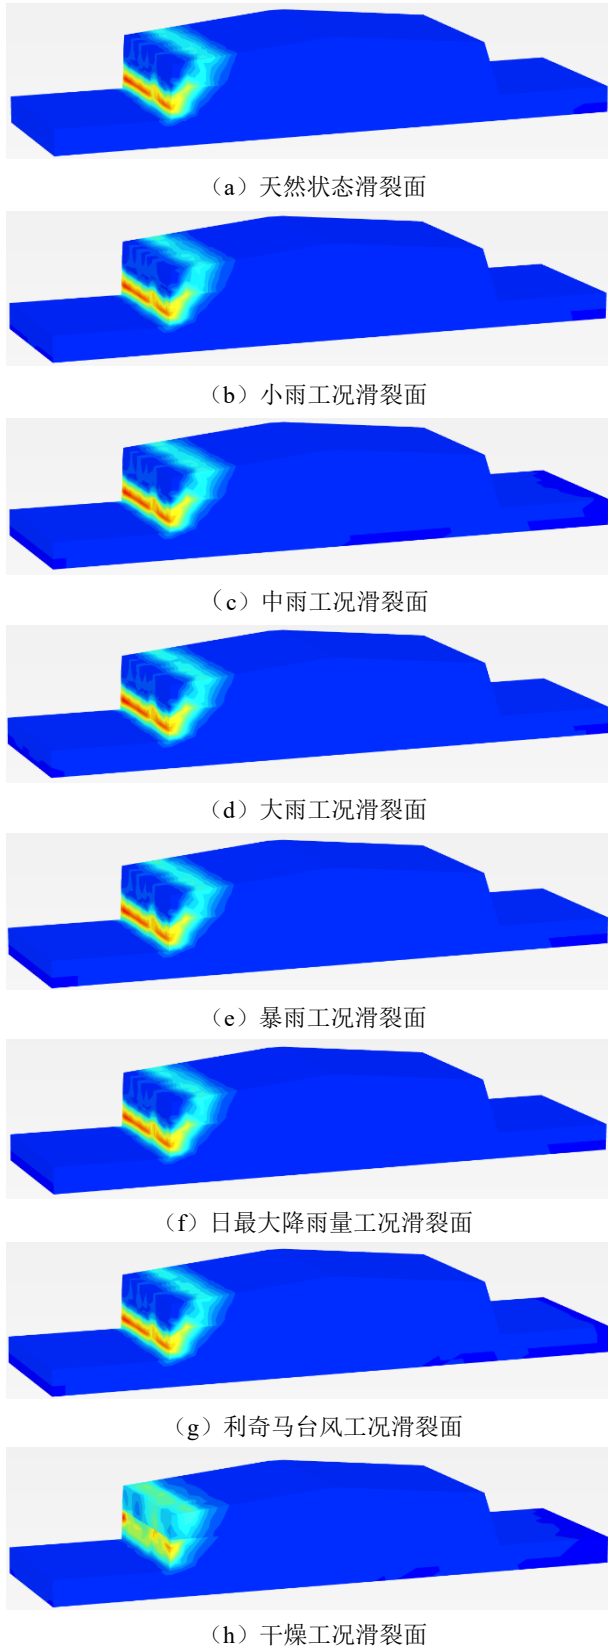 （a）天然状态滑裂面
（b）小雨工况滑裂面
（c）中雨工况滑裂面
（d）大雨工况滑裂面
（e）暴雨工况滑裂面
（f）日最大降雨量工况滑裂面
（g）利奇马台风工况滑裂面
（h）干燥工况滑裂面